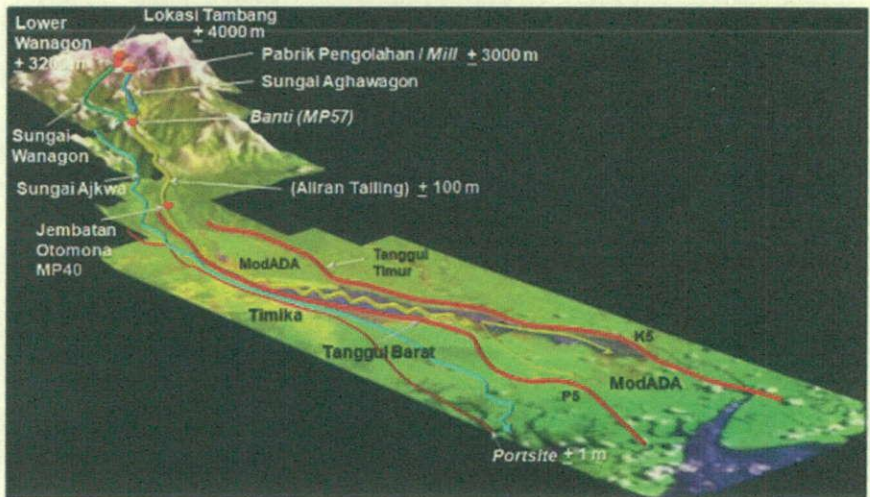 Lower
Wanagon
Lokasi Tambang
± 4000 m
Pabrik Pengolahan / Mill ± 3000 m
Sungai Aghawagon
Banti (MP57)
Sungai
Wanagon
Sungai Ajkwa
(Aliran Tailing) ± 100 m
Jembatan
Otomona
MP40
ModADA
Tanggul
Timur
Timika
Tanggul Barat
K5
ModADA
P5
Portsite ± 1 m